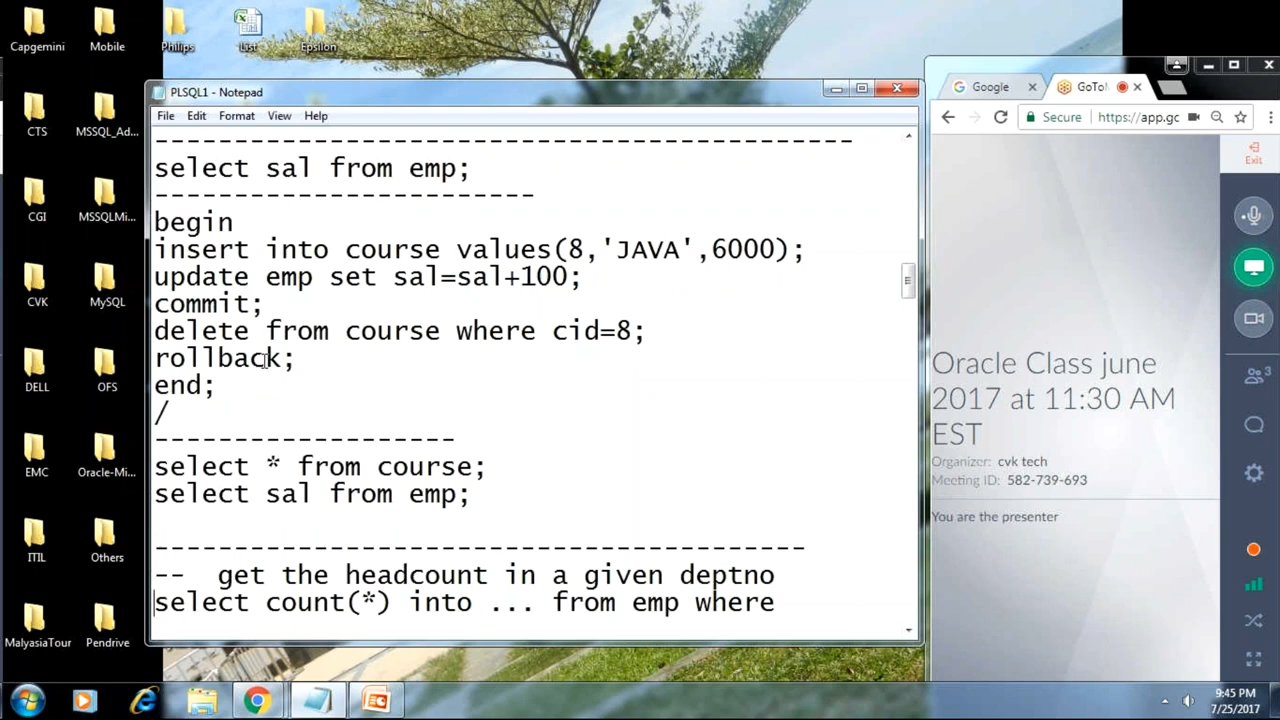 Capgemini
Mobile
Philips
List
Epsilon
CTS
MSSQL_Ad...
CGI
MSSQLMi...
CVK
MySQL
DELL
OFS
EMC
Oracle-Mi...
ITIL
Others
MalyasiaTour
Pendrive
PLSQL1 - Notepad
File Edit Format View Help
--------------------------------------------
select sal from emp;
------------------------
begin
insert into course values(8,'JAVA',6000);
update emp set sal=sal+100;
commit;
delete from course where cid=8;
rollback;
end;
/
-------------------
select * from course;
select sal from emp;
-----------------------------------------
--  get the headcount in a given deptno
select count(*) into ... from emp where
Google
GoToM
Secure https://app.gc
Exit
Oracle Class june
2017 at 11:30 AM
EST
Organizer: cvk tech
Meeting ID: 582-739-693
You are the presenter
3
9:45 PM
7/25/2017